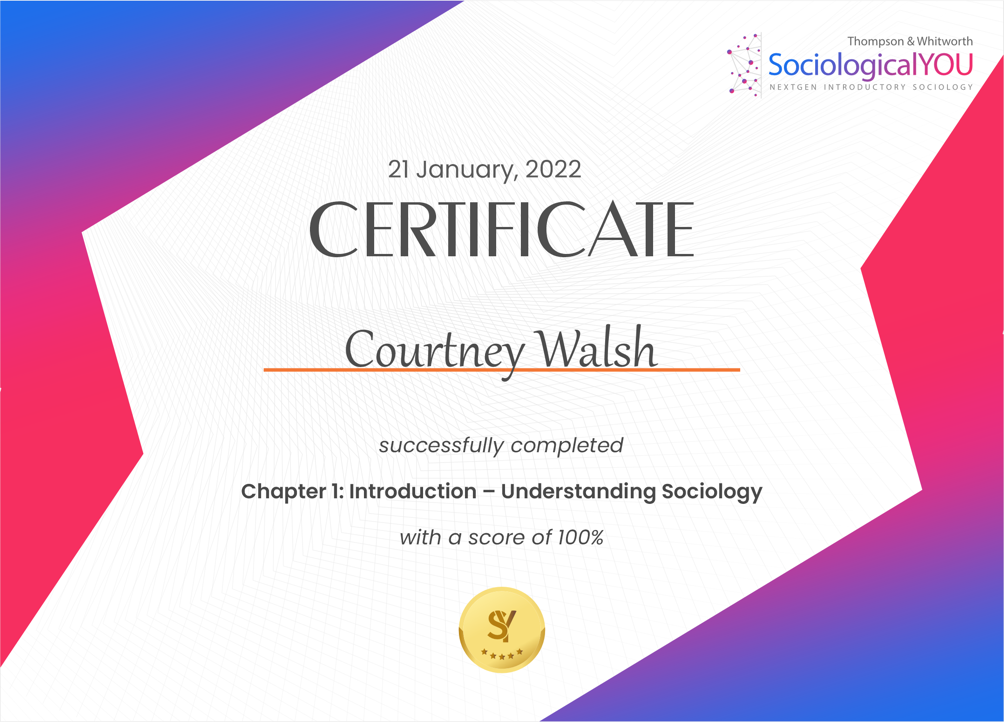 Thompson & Whitworth
SociologicalYOU
NEXTGEN INTRODUCTORY SOCIOLOGY
21 January, 2022
CERTIFICATE
Courtney Walsh
successfully completed
Chapter 1: Introduction – Understanding Sociology
with a score of 100%
SY